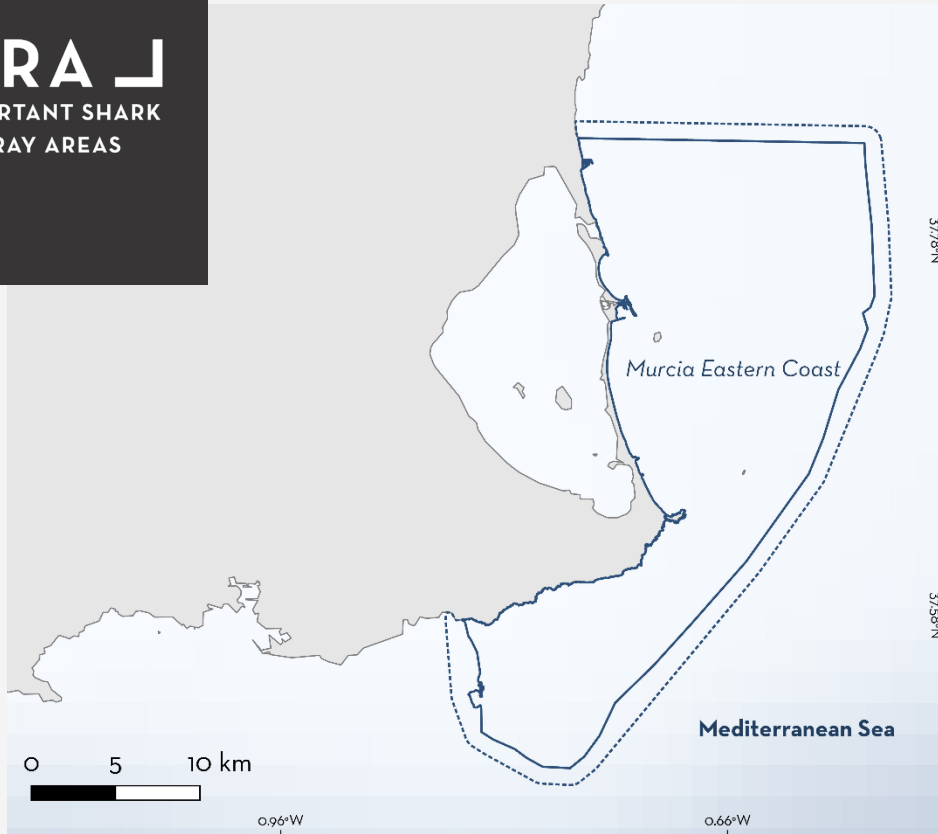 RA
RTANT SHARK
RAY AREAS
37.78°N
Murcia Eastern Coast
37.58°N
Mediterranean Sea
0 5 10 km
0.96°W 0.66°W